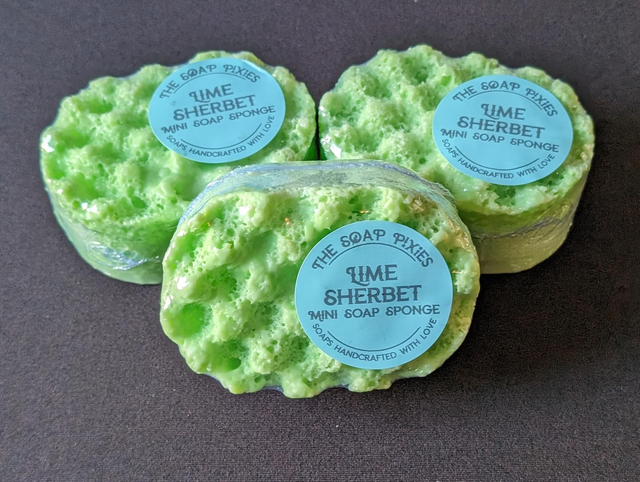 THE SOAP PIXIES
LIME
SHERBET
MINI SOAP SPONGE
SOAPS HANDCRAFTED WITH LOVE
THE SOAP PIXIES
LIME
SHERBET
MINI SOAP SPONGE
SOAPS HANDCRAFTED WITH LOVE
THE SOAP PIXIES
LIME
SHERBET
MINI SOAP SPONGE
SOAPS HANDCRAFTED WITH LOVE